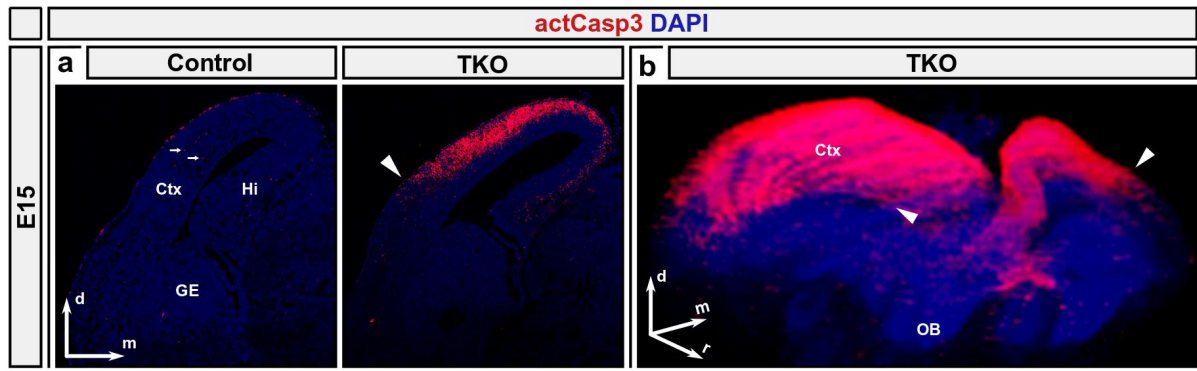 actCasp3 DAPI
E15
a
Control
TKO
b
TKO
Ctx
Hi
GE
d
m
Ctx
OB
d
m
r